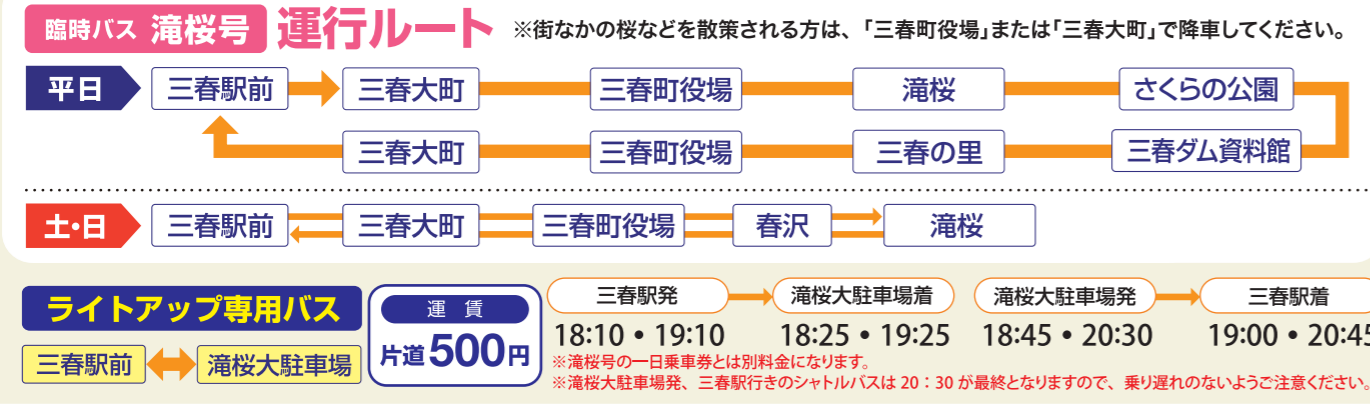 臨時バス 滝桜号 運行ルート ※街なかの桜などを散策される方は、「三春町役場」または「三春大町」で降車してください。
平日 三春駅前 三春大町 三春町役場 滝桜 さくらの公園
三春大町 三春町役場 三春の里 三春ダム資料館
土・日 三春駅前 三春大町 三春町役場 春沢 滝桜
ライトアップ専用バス
三春駅前 滝桜大駐車場
運賃
片道500円
三春駅発 滝桜大駐車場着 滝桜大駐車場発 三春駅着
18:10・19:10 18:25・19:25 18:45・20:30 19:00・20:45
※滝桜号の一日乗車券とは別料金になります。
※滝桜大駐車場発、三春駅行きのシャトルバスは 20：30 が最終となりますので、乗り遅れのないようご注意ください。